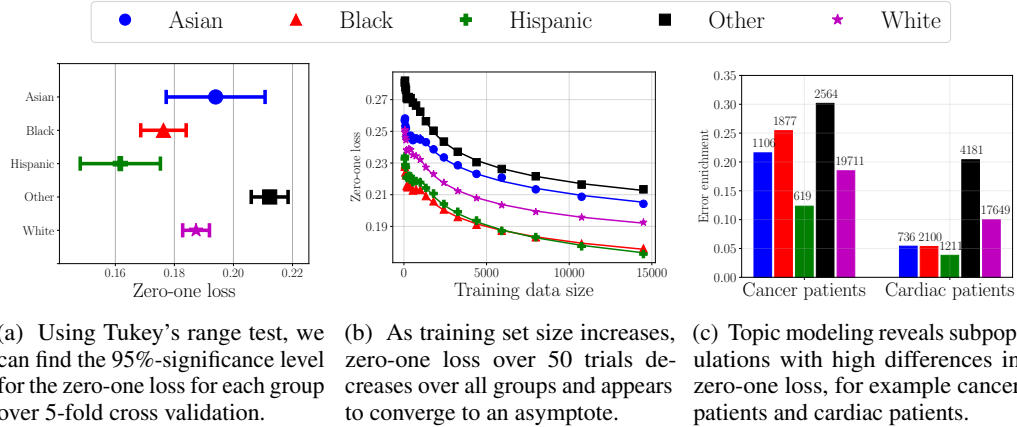 Asian Black Hispanic Other White
Asian
Black
Hispanic
Other
White
0.16 0.18 0.20 0.22
Zero-one loss
0.27
0.25
0.23
0.21
0.19
Zero-one loss
0 5000 10000 15000
Training data size
0.35
0.30
0.25
0.20
0.15
0.10
0.05
0.00
Error enrichment
1106 1877 619 2564 19711
736 2100 1211 4181 17649
Cancer patients Cardiac patients
(a) Using Tukey's range test, we
can find the 95%-significance level
for the zero-one loss for each group
over 5-fold cross validation.
(b) As training set size increases,
zero-one loss over 50 trials de-
creases over all groups and appears
to converge to an asymptote.
(c) Topic modeling reveals subpop
ulations with high differences in
zero-one loss, for example cancer
patients and cardiac patients.